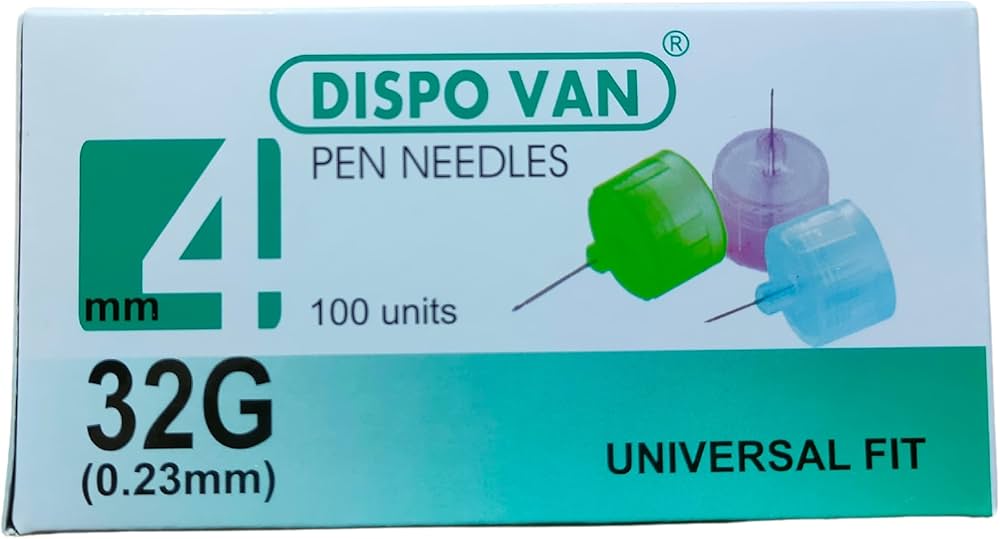 DISPO VAN®
PEN NEEDLES
4
mm
100 units
32G
(0.23mm)
UNIVERSAL FIT